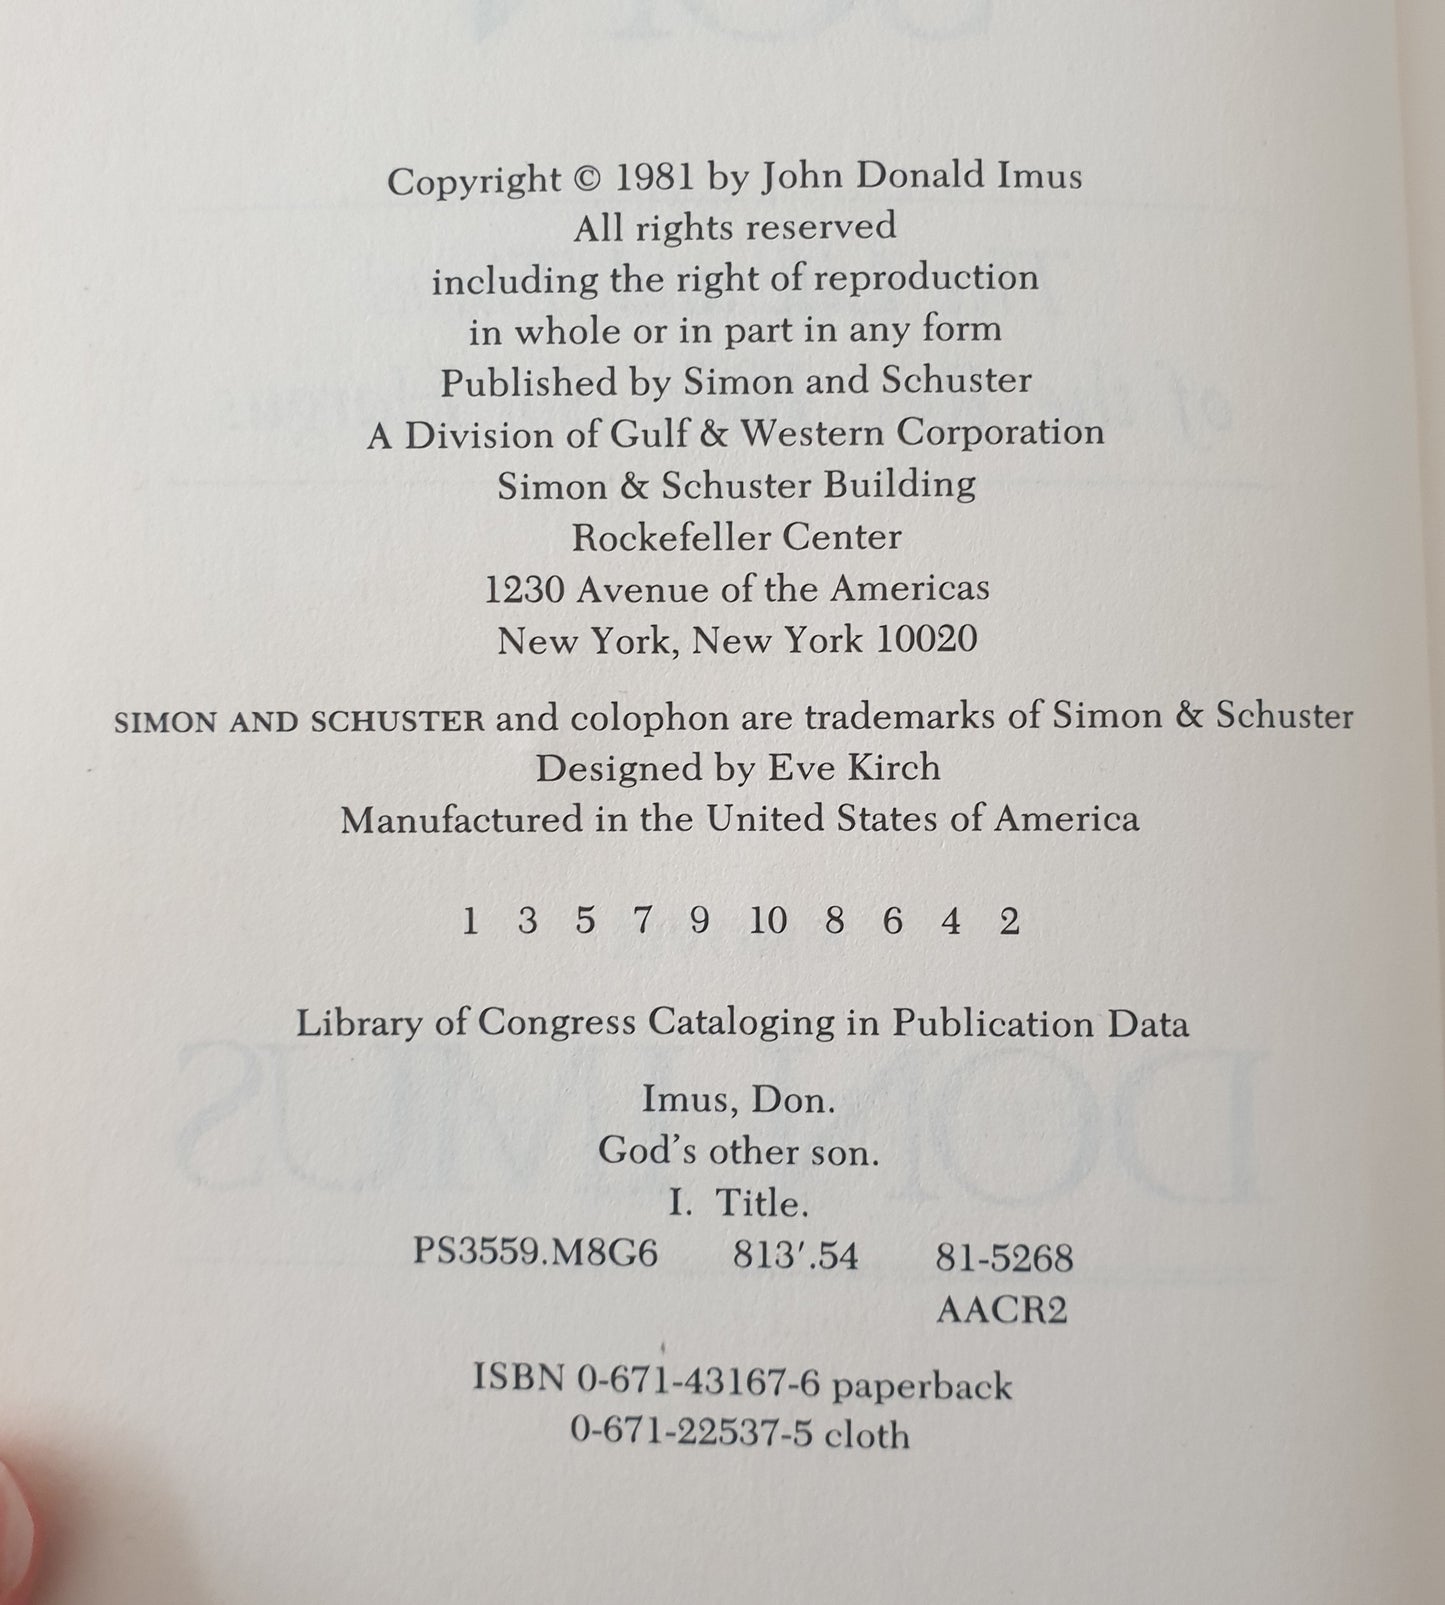 Copyright © 1981 by John Donald Imus
All rights reserved
including the right of reproduction
in whole or in part in any form
Published by Simon and Schuster
A Division of Gulf & Western Corporation
Simon & Schuster Building
Rockefeller Center
1230 Avenue of the Americas
New York, New York 10020
SIMON AND SCHUSTER and colophon are trademarks of Simon & Schuster
Designed by Eve Kirch
Manufactured in the United States of America
1 3 5 7 9 10 8 6 4 2
Library of Congress Cataloging in Publication Data
Imus, Don.
God's other son.
I. Title.
PS3559.M8G6 813′.54 81-5268
AACR2
ISBN 0-671-43167-6 paperback
0-671-22537-5 cloth